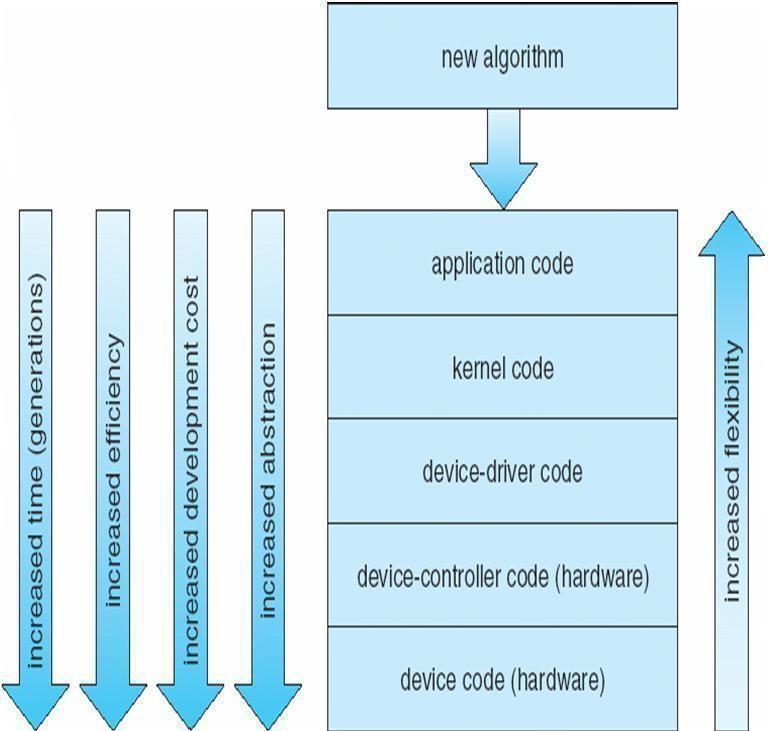 new algorithm
application code
kernel code
device-driver code
device-controller code (hardware)
device code (hardware)
increased time (generations)
increased efficiency
increased development cost
increased abstraction
increased flexibility